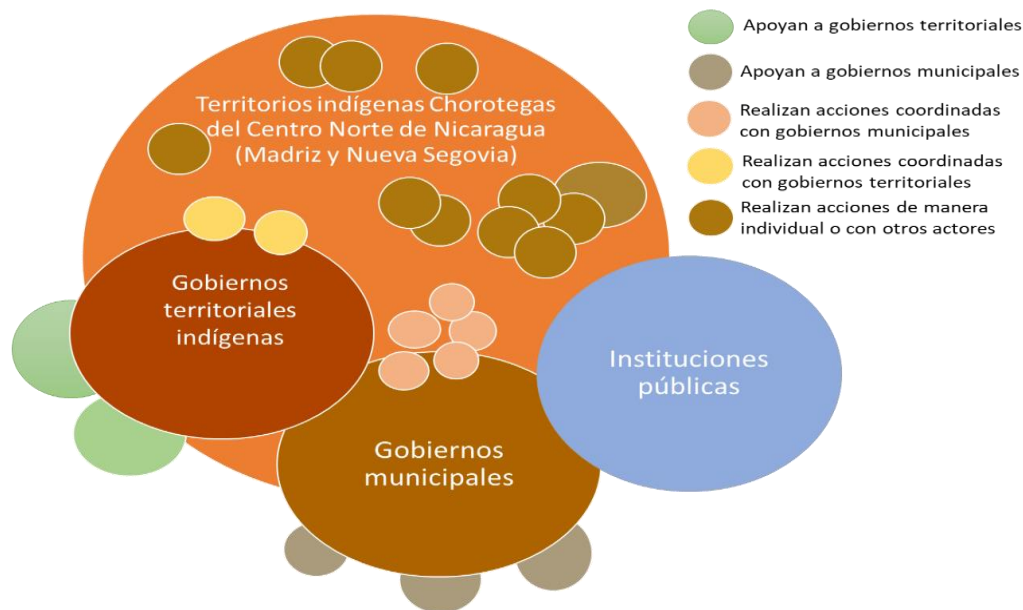 Territorios indígenas Chorotegas
del Centro Norte de Nicaragua
(Madriz y Nueva Segovia)
Gobiernos
territoriales
indígenas
Gobiernos
municipales
Instituciones
públicas
Apoyan a gobiernos territoriales
Apoyan a gobiernos municipales
Realizan acciones coordinadas
con gobiernos municipales
Realizan acciones coordinadas
con gobiernos territoriales
Realizan acciones de manera
individual o con otros actores